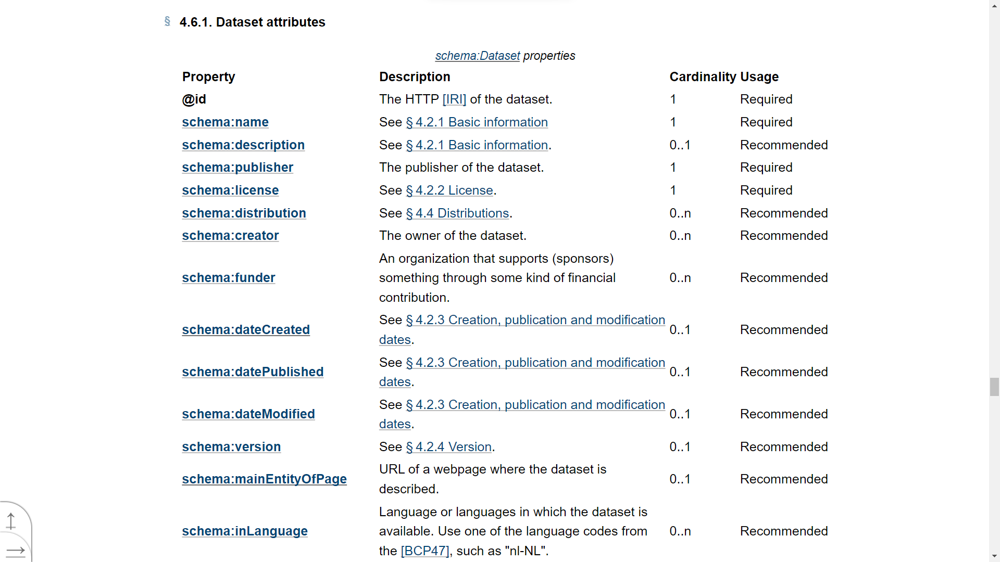 § 4.6.1. Dataset attributes
schema:Dataset properties
Property Description Cardinality Usage
@id The HTTP [IRI] of the dataset. 1 Required
schema:name See § 4.2.1 Basic information 1 Required
schema:description See § 4.2.1 Basic information. 0..1 Recommended
schema:publisher The publisher of the dataset. 1 Required
schema:license See § 4.2.2 License. 1 Required
schema:distribution See § 4.4 Distributions. 0..n Recommended
schema:creator The owner of the dataset. 0..n Recommended
An organization that supports (sponsors)
schema:funder something through some kind of financial 0..n Recommended
contribution.
See § 4.2.3 Creation, publication and modification
schema:dateCreated 0..1 Recommended
dates.
See § 4.2.3 Creation, publication and modification
schema:datePublished 0..1 Recommended
dates.
See § 4.2.3 Creation, publication and modification
schema:dateModified 0..1 Recommended
dates.
schema:version See § 4.2.4 Version. 0..1 Recommended
URL of a webpage where the dataset is
schema:mainEntityOfPage 0..1 Recommended
described.
Language or languages in which the dataset is
schema:inLanguage available. Use one of the language codes from 0..n Recommended
the [BCP47], such as "nl-NL".